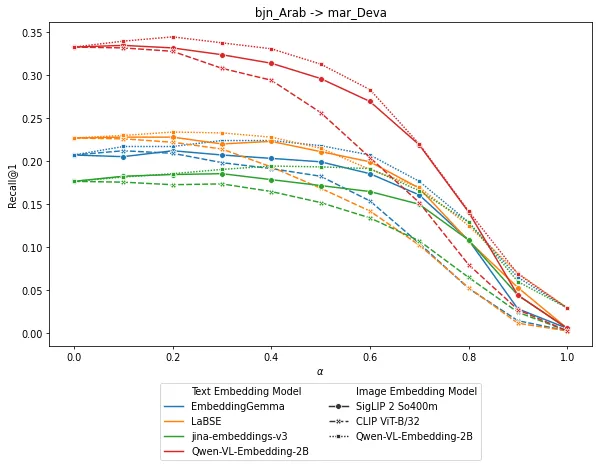 bjn_Arab -> mar_Deva
Recall@1
0.35
0.30
0.25
0.20
0.15
0.10
0.05
0.00
0.0 0.2 0.4 0.6 0.8 1.0
α
Text Embedding Model
EmbeddingGemma
LaBSE
jina-embeddings-v3
Qwen-VL-Embedding-2B
Image Embedding Model
SigLIP 2 So400m
CLIP ViT-B/32
Qwen-VL-Embedding-2B